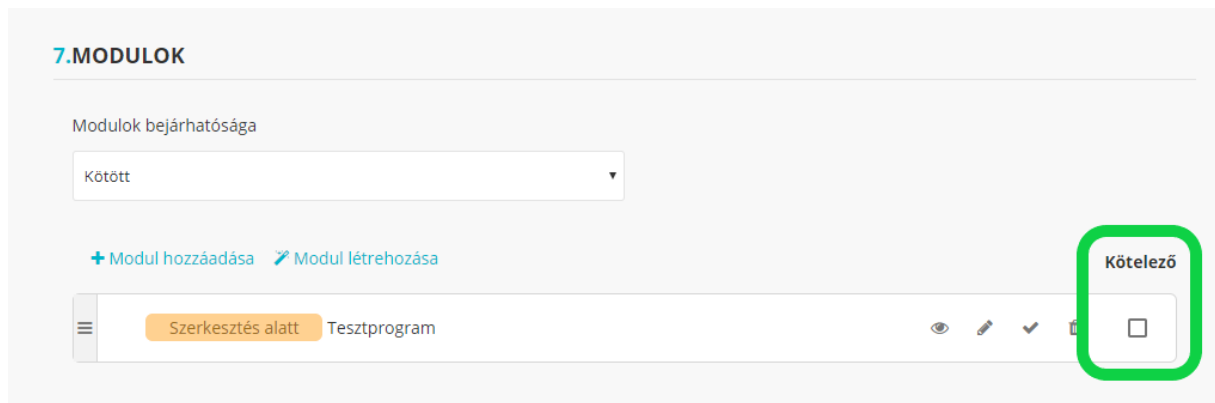 7.MODULOK
Modulok bejárhatósága
Kötött
Modul hozzáadása Modul létrehozása Kötelező
Szerkesztés alatt Tesztprogram